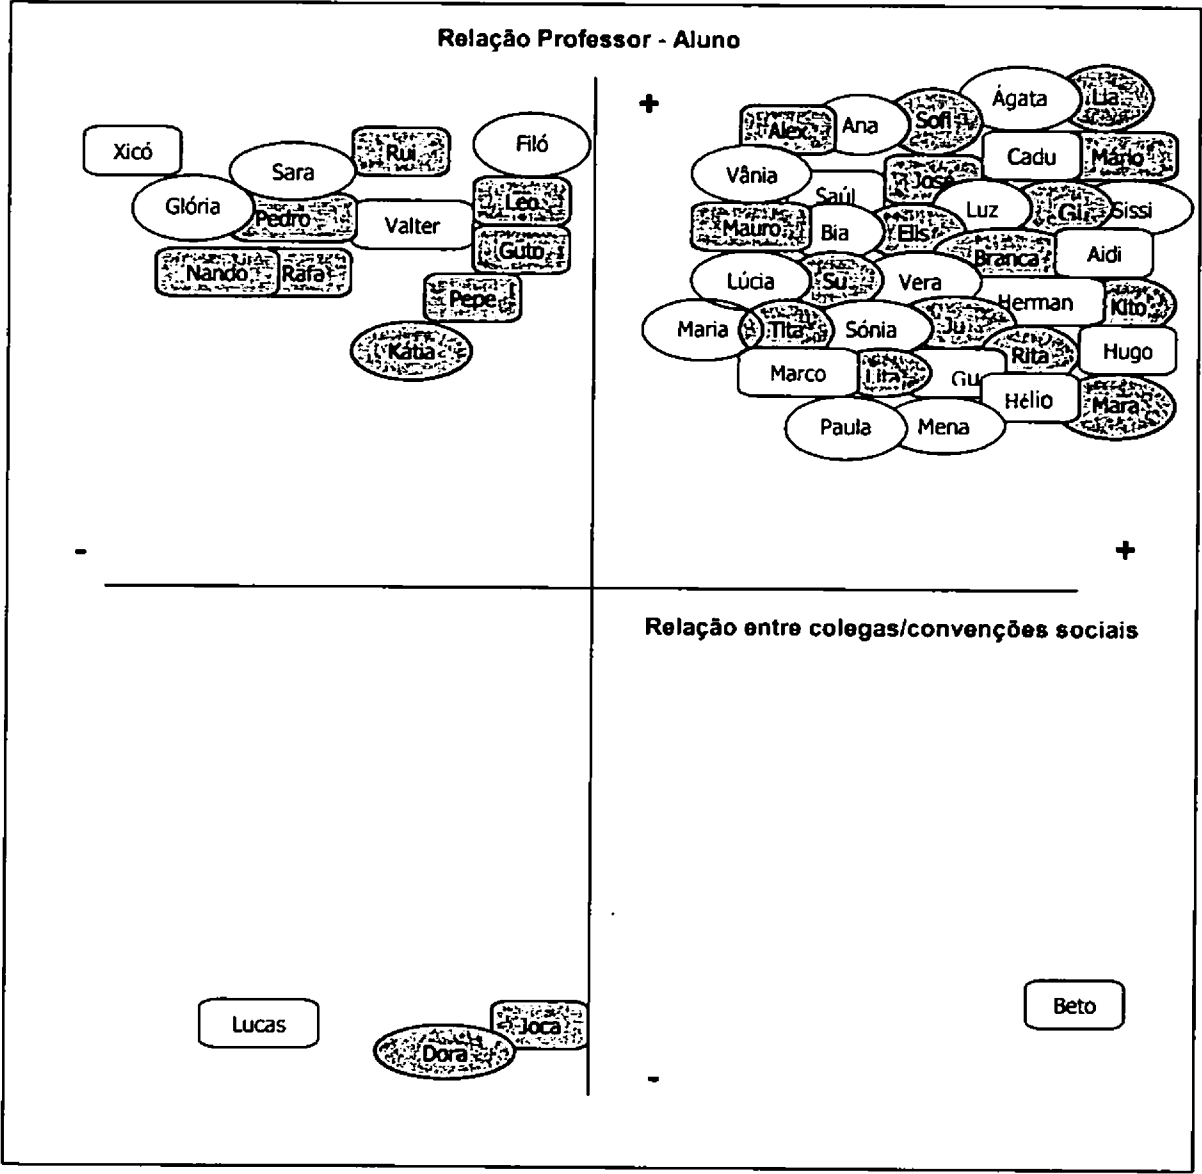 Relação Professor - Aluno
+
Xicó
Sara
Rui
Filó
Glória
Pedro
Valter
Leo
Guto
Nando
Rafa
Pepe
Kátia
Alex
Ana
Sofi
Ágata
Lia
Vânia
Saúl
José
Cadu
Mário
Mauro
Bia
Elis
Luz
Gi
Sissi
Branca
Aidi
Lúcia
Su
Vera
Herman
Kito
Maria
Tita
Sónia
Ju
Rita
Hugo
Marco
Lita
Gu
Hélio
Mara
Paula
Mena
-
+
Relação entre colegas/convenções sociais
Lucas
Dora
Joca
Beto
-